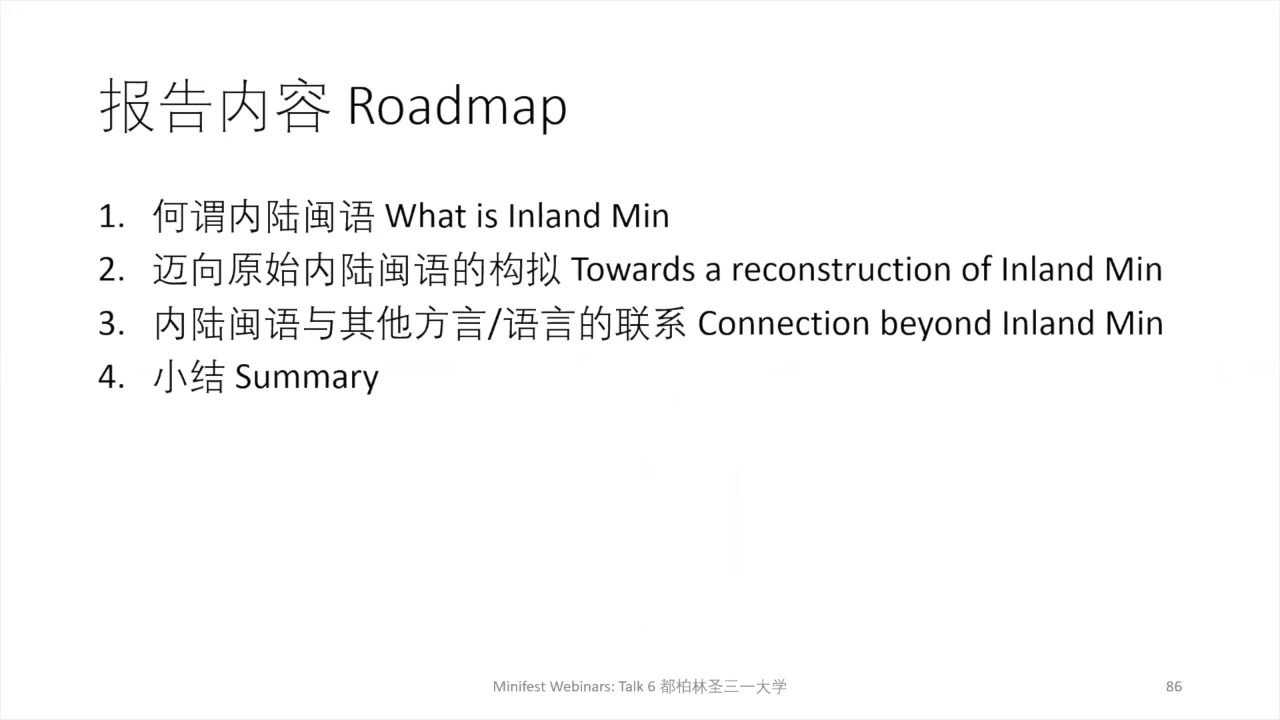 报告内容 Roadmap
1. 何谓内陆闽语 What is Inland Min
2. 迈向原始内陆闽语的构拟 Towards a reconstruction of Inland Min
3. 内陆闽语与其他方言/语言的联系 Connection beyond Inland Min
4. 小结 Summary
Minifest Webinars: Talk 6 都柏林圣三一大学
86